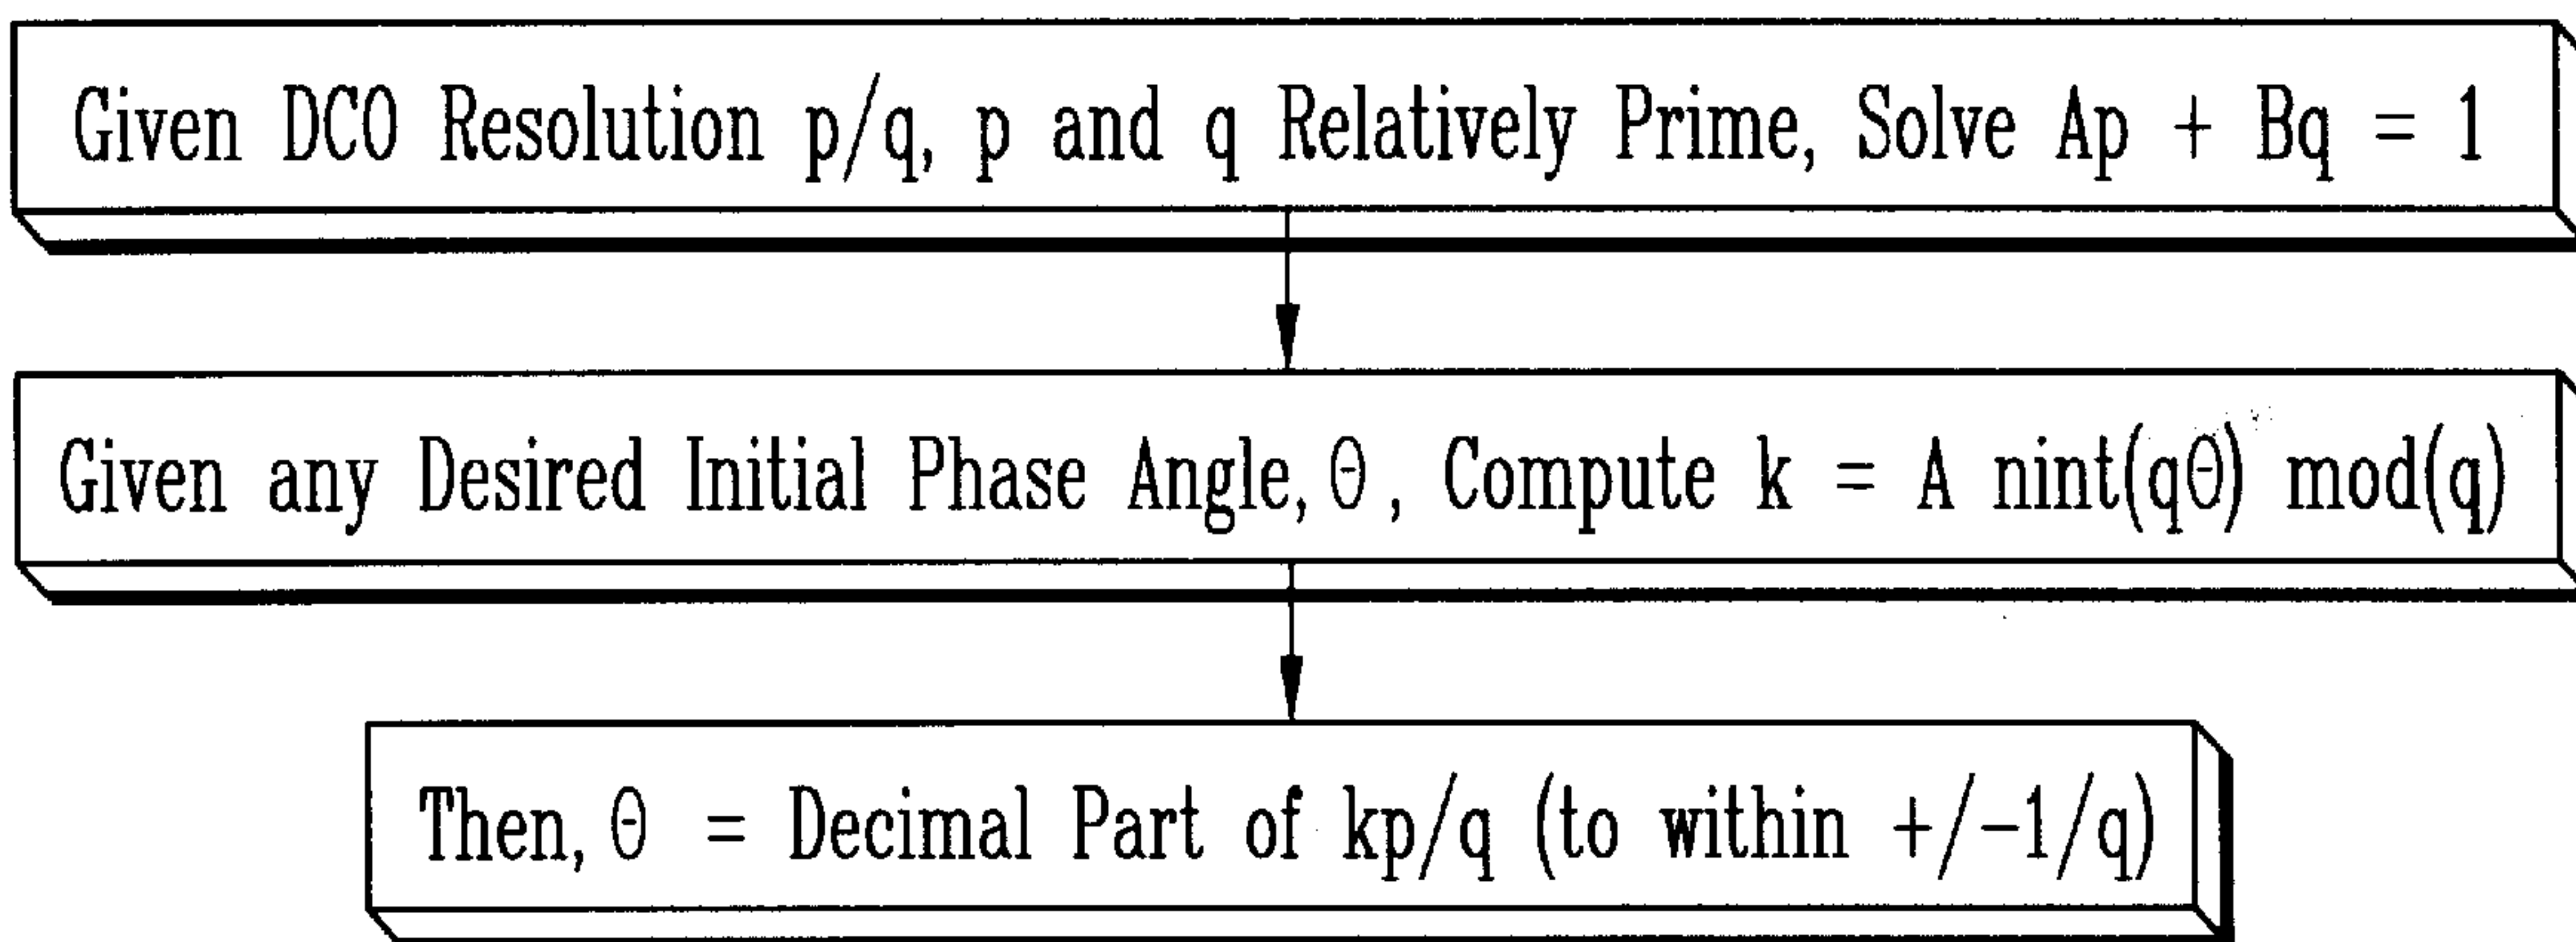 Given DCO Resolution p/q, p and q Relatively Prime, Solve Ap + Bq = 1
Given any Desired Initial Phase Angle, Θ, Compute k = A nint(qΘ) mod(q)
Then, Θ = Decimal Part of kp/q (to within +/-1/q)